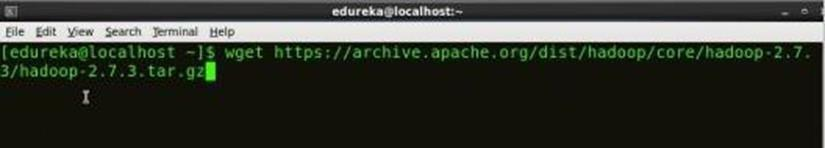 edureka@localhost:~
File Edit View Search Terminal Help
[edureka@localhost ~]$ wget https://archive.apache.org/dist/hadoop/core/hadoop-2.7.
3/hadoop-2.7.3.tar.gz